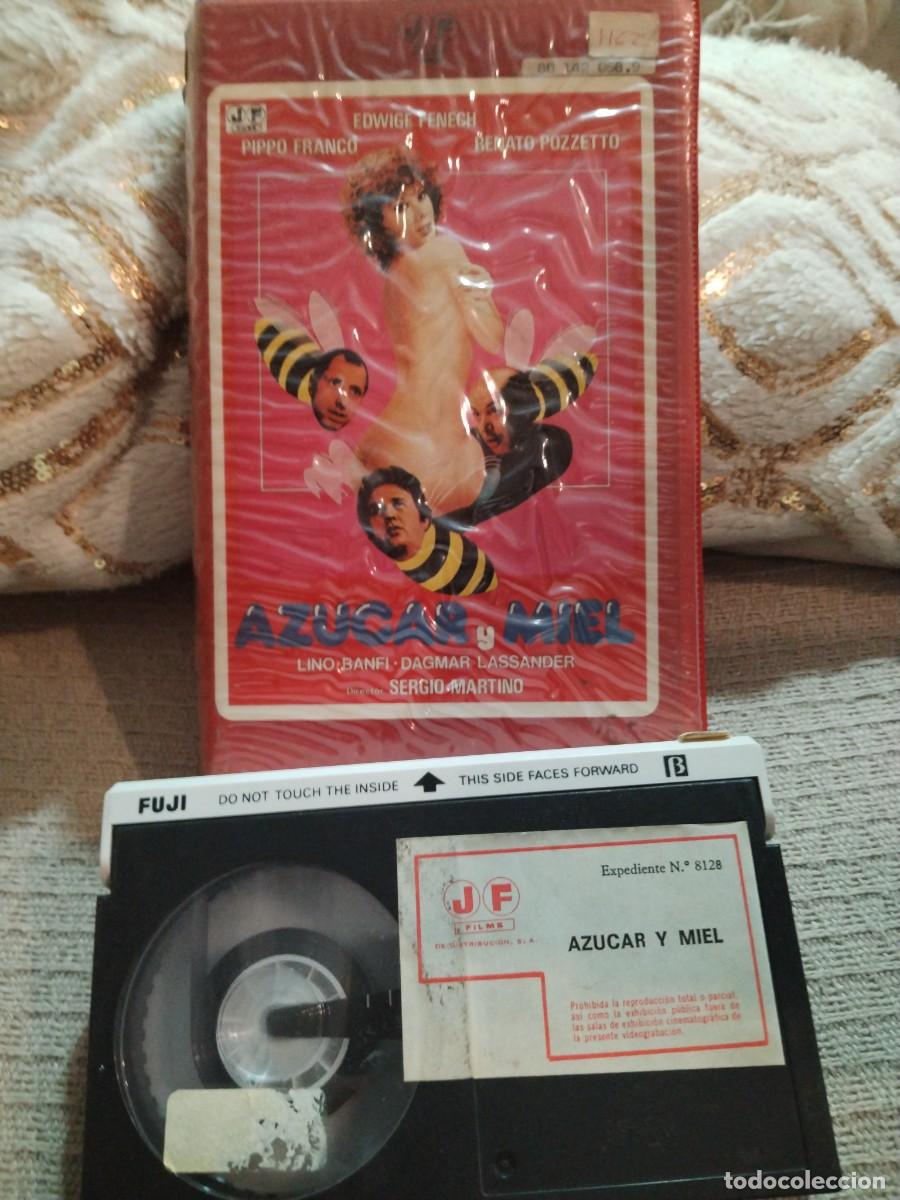 J&F
EDWIGE FENECH
PIPPO FRANCO
RENATO POZZETTO
AZUCAR y MIEL
LINO BANFI · DAGMAR LASSANDER
Director SERGIO MARTINO
FUJI
DO NOT TOUCH THE INSIDE
THIS SIDE FACES FORWARD
β
JF
FILMS
DE DISTRIBUCION, S. A.
Expediente N.º 8128
AZUCAR Y MIEL
Prohibida la reproducción total o parcial,
así como la exhibición pública fuera de
las salas de exhibición cinematográfica de
la presente videograbación.
todocoleccion